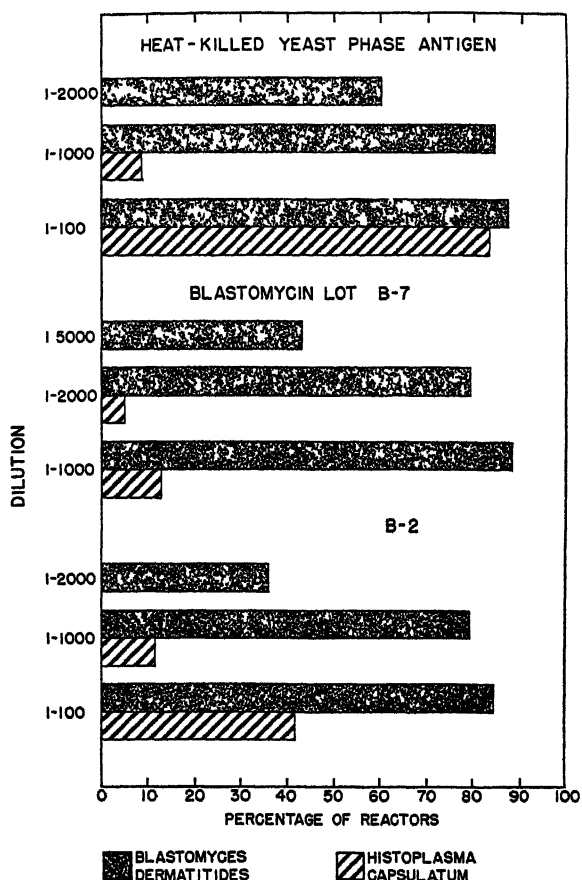 HEAT-KILLED YEAST PHASE ANTIGEN
1-2000
1-1000
1-100
BLASTOMYCIN LOT B-7
1 5000
1-2000
1-1000
DILUTION
B-2
1-2000
1-1000
1-100
0 10 20 30 40 50 60 70 80 90 100
PERCENTAGE OF REACTORS
BLASTOMYCES
DERMATITIDES
HISTOPLASMA
CAPSULATUM